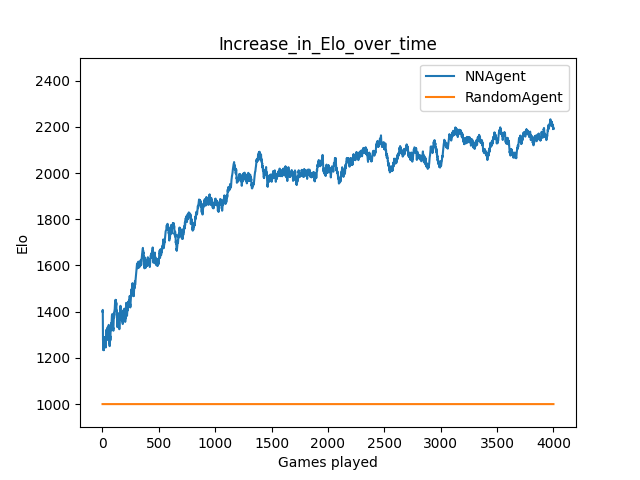 Increase_in_Elo_over_time
NNAgent
RandomAgent
2400
2200
2000
1800
1600
1400
1200
1000
Elo
0 500 1000 1500 2000 2500 3000 3500 4000
Games played